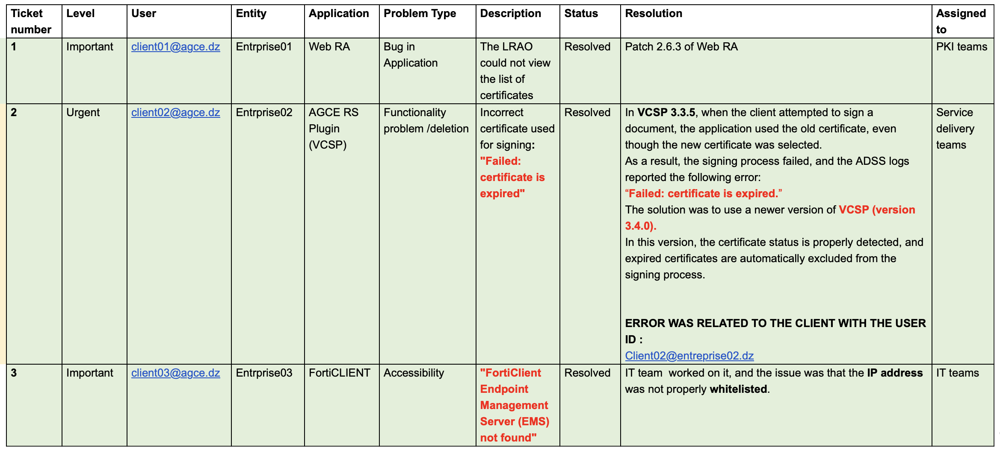 Ticket number
Level
User
Entity
Application
Problem Type
Description
Status
Resolution
Assigned to
1
Important
client01@agce.dz
Entrprise01
Web RA
Bug in
Application
The LRAO
could not view
the list of
certificates
Resolved
Patch 2.6.3 of Web RA
PKI teams
2
Urgent
client02@agce.dz
Entrprise02
AGCE RS
Plugin
(VCSP)
Functionality
problem /deletion
Incorrect
certificate used
for signing:
"Failed:
certificate is
expired"
Resolved
In VCSP 3.3.5, when the client attempted to sign a
document, the application used the old certificate, even
though the new certificate was selected.
As a result, the signing process failed, and the ADSS logs
reported the following error:
“Failed: certificate is expired.”
The solution was to use a newer version of VCSP (version
3.4.0).
In this version, the certificate status is properly detected, and
expired certificates are automatically excluded from the
signing process.
ERROR WAS RELATED TO THE CLIENT WITH THE USER
ID :
Client02@entreprise02.dz
Service
delivery
teams
3
Important
client03@agce.dz
Entrprise03
FortiCLIENT
Accessibility
"FortiClient
Endpoint
Management
Server (EMS)
not found"
Resolved
IT team  worked on it, and the issue was that the IP address
was not properly whitelisted.
IT teams